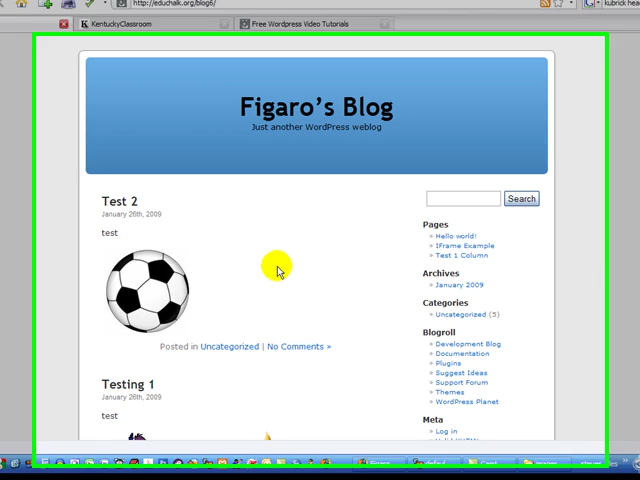 http://educhalk.org/blog6/
KentuckyClassroom
Free Wordpress Video Tutorials
Figaro's Blog
Just another WordPress weblog
Test 2
January 26th, 2009
test
Posted in Uncategorized | No Comments »
Testing 1
January 26th, 2009
test
Search
Pages
» Hello world!
» IFrame Example
» Test 1 Column
Archives
» January 2009
Categories
» Uncategorized (5)
Blogroll
» Development Blog
» Documentation
» Plugins
» Suggest Ideas
» Support Forum
» Themes
» WordPress Planet
Meta
» Log in